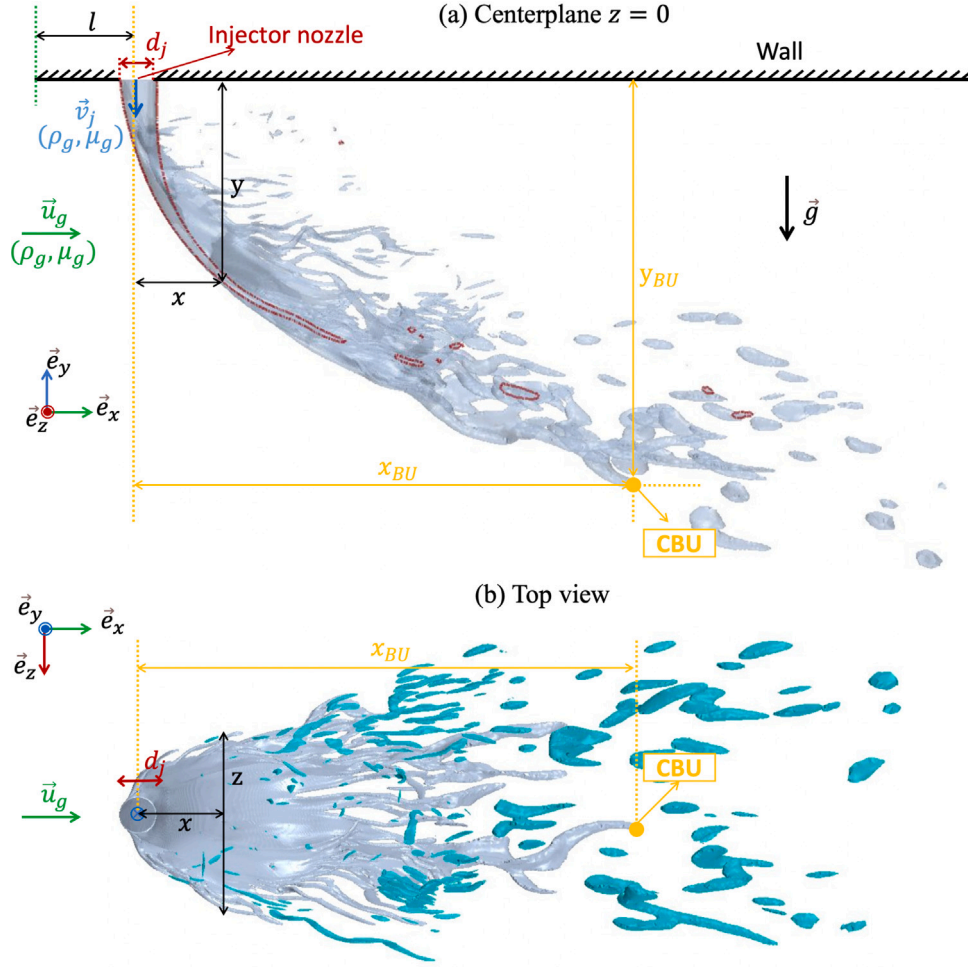 (a) Centerplane z = 0
l
d_j
Injector nozzle
Wall
v⃗_j
(ρ_g, μ_g)
y
u⃗_g
(ρ_g, μ_g)
g⃗
y_BU
x
e⃗_y
e⃗_z
e⃗_x
x_BU
CBU
(b) Top view
e⃗_y
e⃗_x
e⃗_z
x_BU
d_j
z
CBU
u⃗_g
x